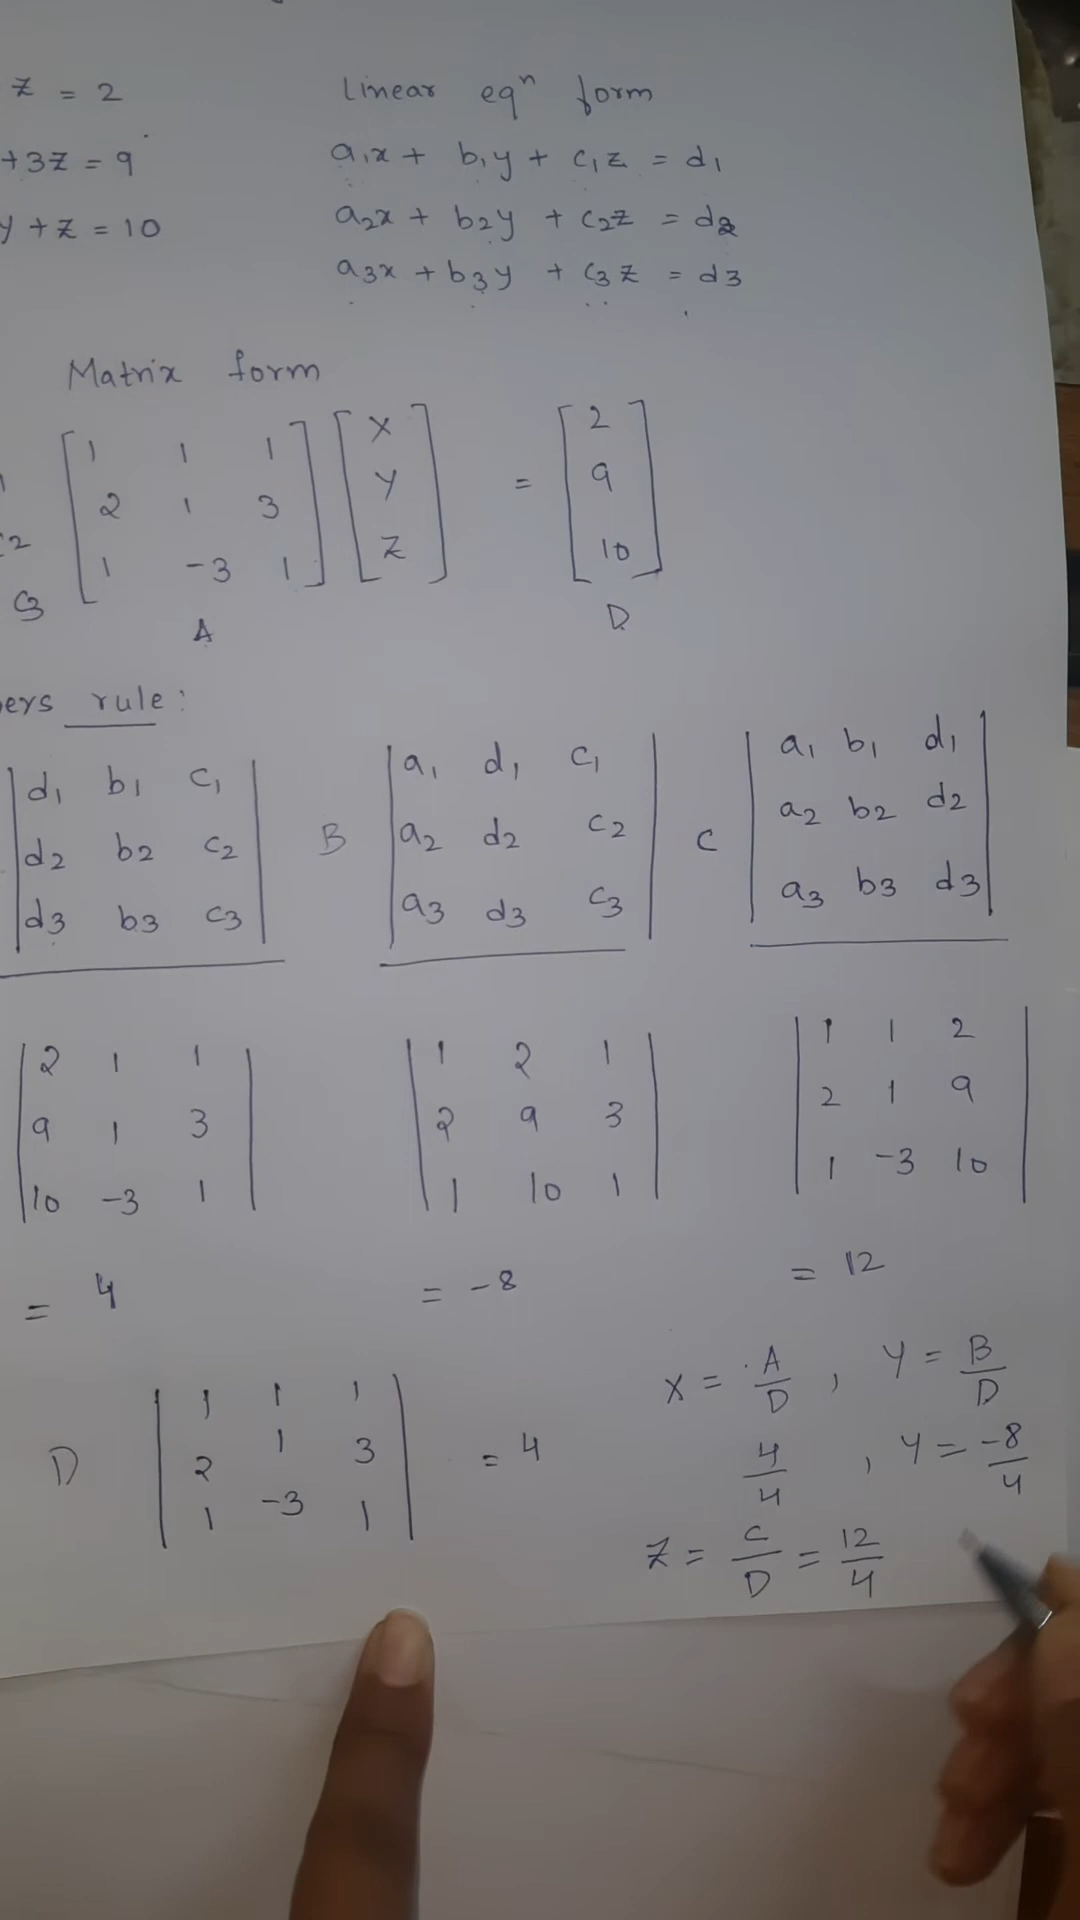 z = 2 Linear eqⁿ form
+3z = 9 a₁x + b₁y + c₁z = d₁
y + z = 10 a₂x + b₂y + c₂z = d₂
a₃x + b₃y + c₃z = d₃
Matrix form
1 1 1 x 2
2 1 3 y = 9
1 -3 1 z 10
c₃
A D
ers rule:
d₁ b₁ c₁ a₁ d₁ c₁ a₁ b₁ d₁
d₂ b₂ c₂ B a₂ d₂ c₂ C a₂ b₂ d₂
d₃ b₃ c₃ a₃ d₃ c₃ a₃ b₃ d₃
2 1 1 1 2 1 1 1 2
9 1 3 2 9 3 2 1 9
10 -3 1 1 10 1 1 -3 10
= 4 = -8 = 12
D
1 1 1
2 1 3 = 4
1 -3 1
x = A/D , y = B/D
4/4 , y = -8/4
z = C/D = 12/4